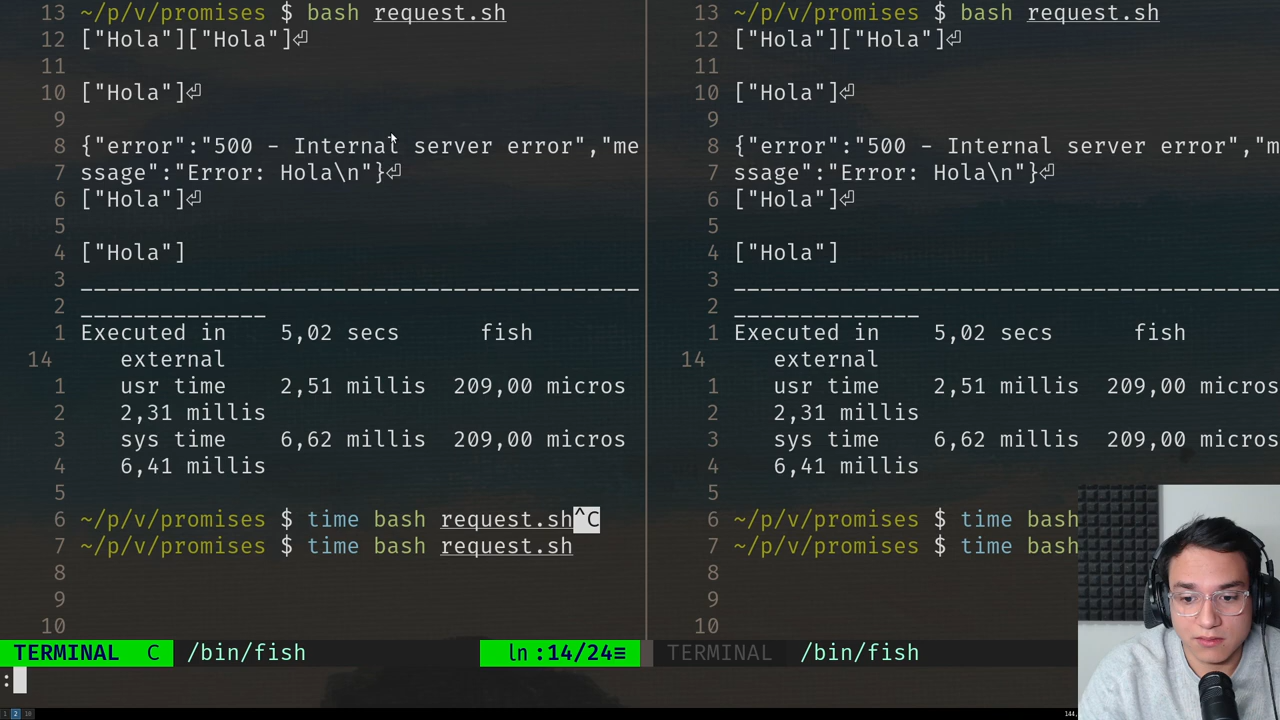 13 ~/p/v/promises $ bash request.sh
12 ["Hola"]["Hola"]⏎
11
10 ["Hola"]⏎
9
8 {"error":"500 - Internal server error","me
7 ssage":"Error: Hola\n"}⏎
6 ["Hola"]⏎
5
4 ["Hola"]
3 __________________________________________
2 ______________
1 Executed in    5,02 secs      fish
14    external
1    usr time    2,51 millis  209,00 micros
2    2,31 millis
3    sys time    6,62 millis  209,00 micros
4    6,41 millis
5
6 ~/p/v/promises $ time bash request.sh^C
7 ~/p/v/promises $ time bash request.sh
8
9
10
TERMINAL  C  /bin/fish  ln :14/24≡
:
13 ~/p/v/promises $ bash request.sh
12 ["Hola"]["Hola"]⏎
11
10 ["Hola"]⏎
9
8 {"error":"500 - Internal server error","m
7 ssage":"Error: Hola\n"}⏎
6 ["Hola"]⏎
5
4 ["Hola"]
3 __________________________________________
2 ______________
1 Executed in    5,02 secs      fish
14    external
1    usr time    2,51 millis  209,00 micros
2    2,31 millis
3    sys time    6,62 millis  209,00 micros
4    6,41 millis
5
6 ~/p/v/promises $ time bash
7 ~/p/v/promises $ time bash
8
9
10
TERMINAL  /bin/fish
1 2 10
144,